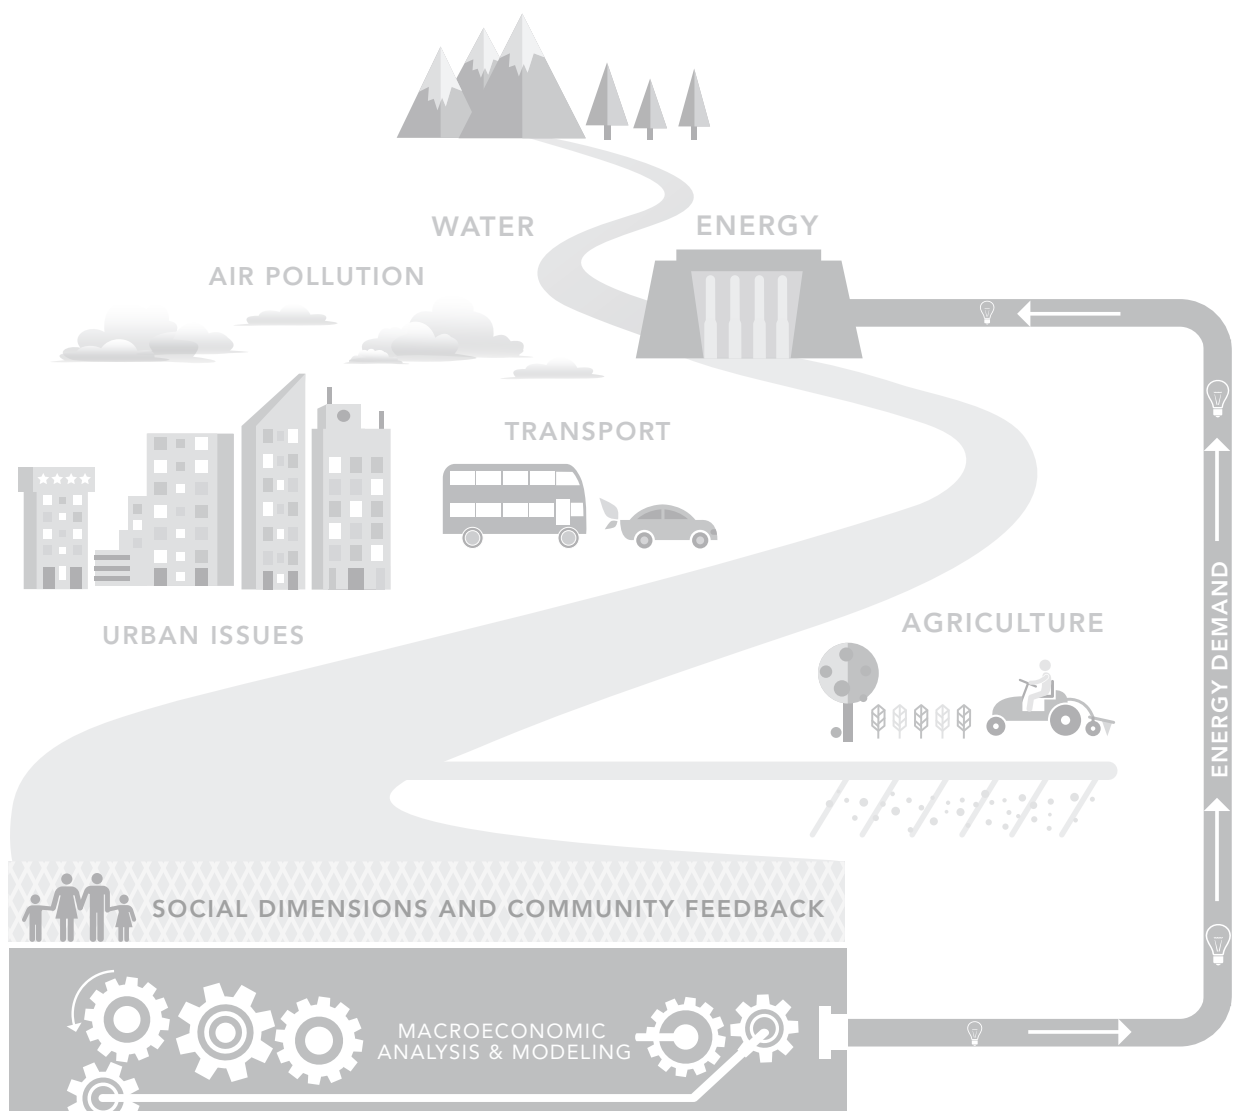 WATER
ENERGY
AIR POLLUTION
TRANSPORT
URBAN ISSUES
AGRICULTURE
ENERGY DEMAND
SOCIAL DIMENSIONS AND COMMUNITY FEEDBACK
MACROECONOMIC
ANALYSIS & MODELING